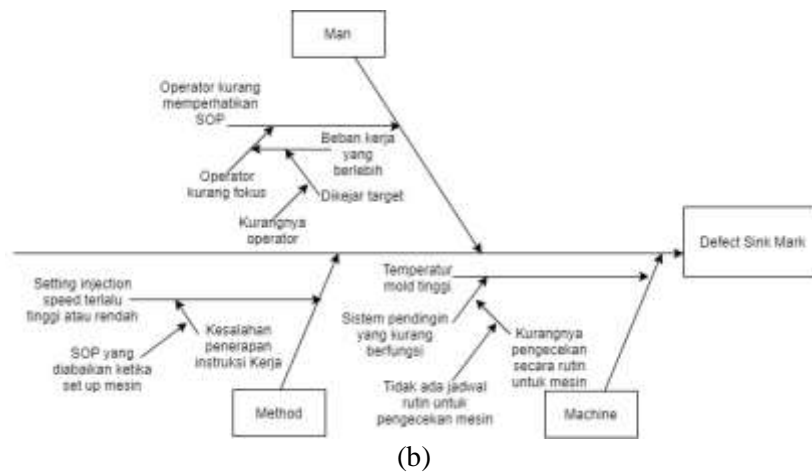 Man
Operator kurang
memperhatikan
SOP
Beban kerja
yang
berlebih
Operator
kurang fokus
Dikejar target
Kurangnya
operator
Defect Sink Mark
Setting injection
speed terlalu
tinggi atau rendah
Kesalahan
penerapan
instruksi Kerja
SOP yang
diabaikan ketika
set up mesin
Method
Temperatur
mold tinggi
Sistem pendingin
yang kurang
berfungsi
Kurangnya
pengecekan
secara rutin
untuk mesin
Tidak ada jadwal
rutin untuk
pengecekan mesin
Machine
(b)